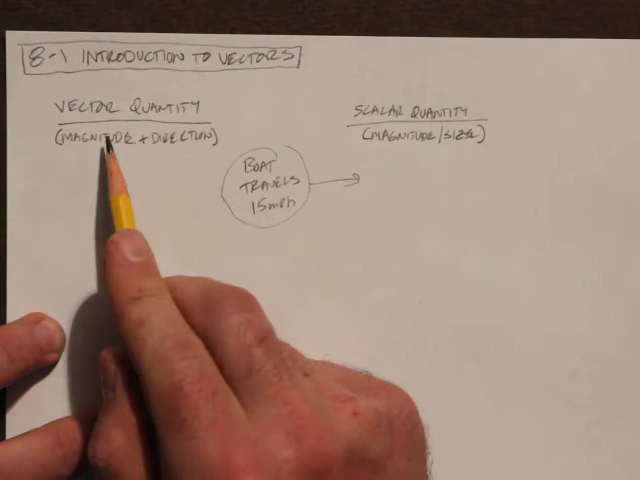 8-1 INTRODUCTION TO VECTORS
VECTOR QUANTITY
(MAGNITUDE + DIRECTION)
SCALAR QUANTITY
(MAGNITUDE/SIZE)
BOAT
TRAVELS
15mph